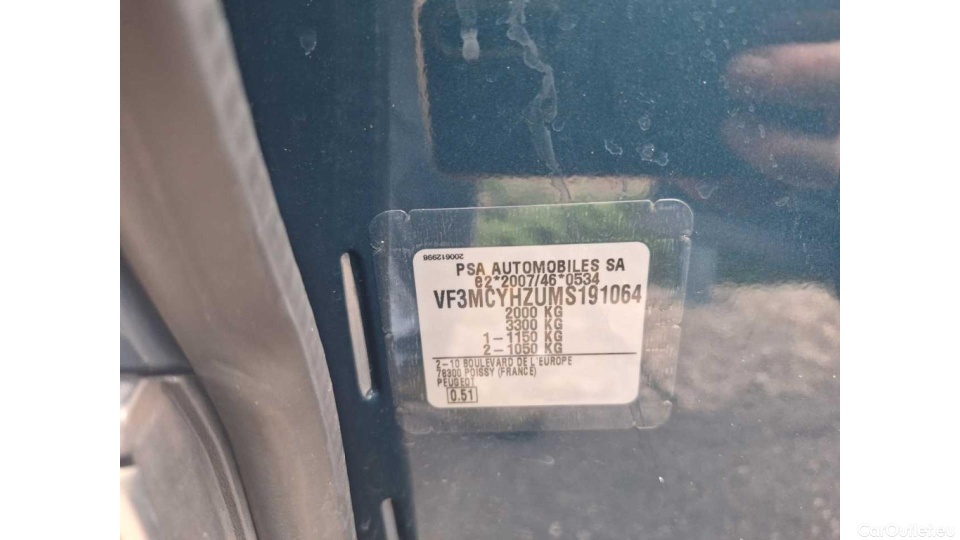 200612998
PSA AUTOMOBILES SA
e2*2007/46*0534
VF3MCYHZUMS191064
2000 KG
3300 KG
1-1150 KG
2-1050 KG
2-10 BOULEVARD DE L'EUROPE
78300 POISSY (FRANCE)
PEUGEOT
0.51
CarOutlet.eu